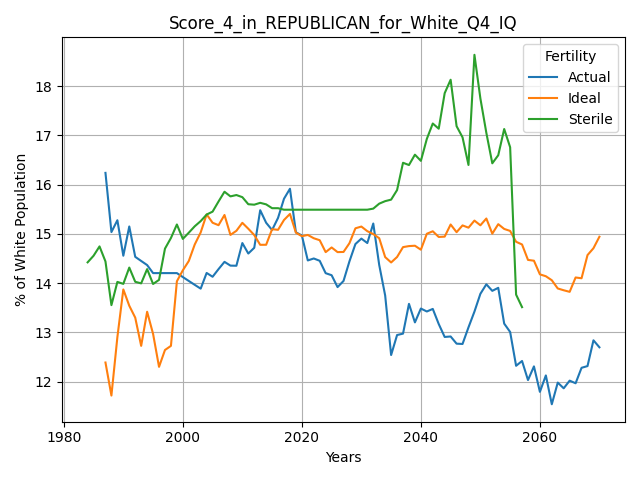 Score_4_in_REPUBLICAN_for_White_Q4_IQ
Fertility
Actual
Ideal
Sterile
% of White Population
18
17
16
15
14
13
12
1980
2000
2020
2040
2060
Years